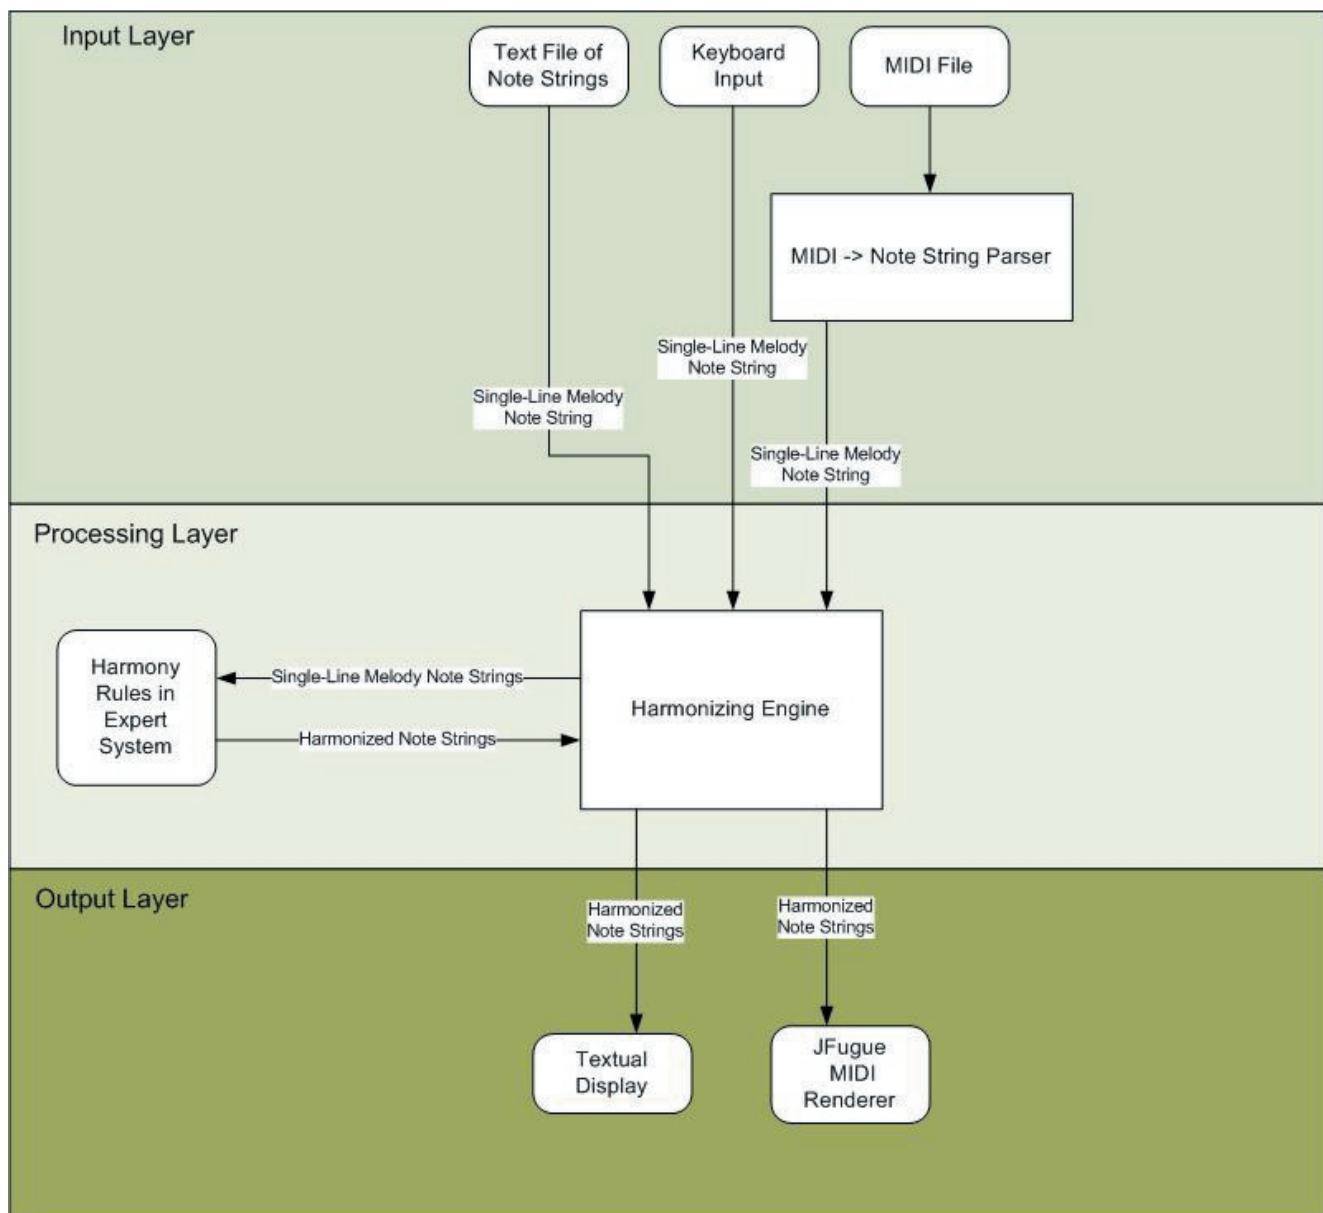 Input Layer
Text File of
Note Strings
Keyboard
Input
MIDI File
MIDI -> Note String Parser
Single-Line Melody
Note String
Single-Line Melody
Note String
Single-Line Melody
Note String
Processing Layer
Harmony
Rules in
Expert
System
Single-Line Melody Note Strings
Harmonized Note Strings
Harmonizing Engine
Output Layer
Harmonized
Note Strings
Harmonized
Note Strings
Textual
Display
JFugue
MIDI
Renderer